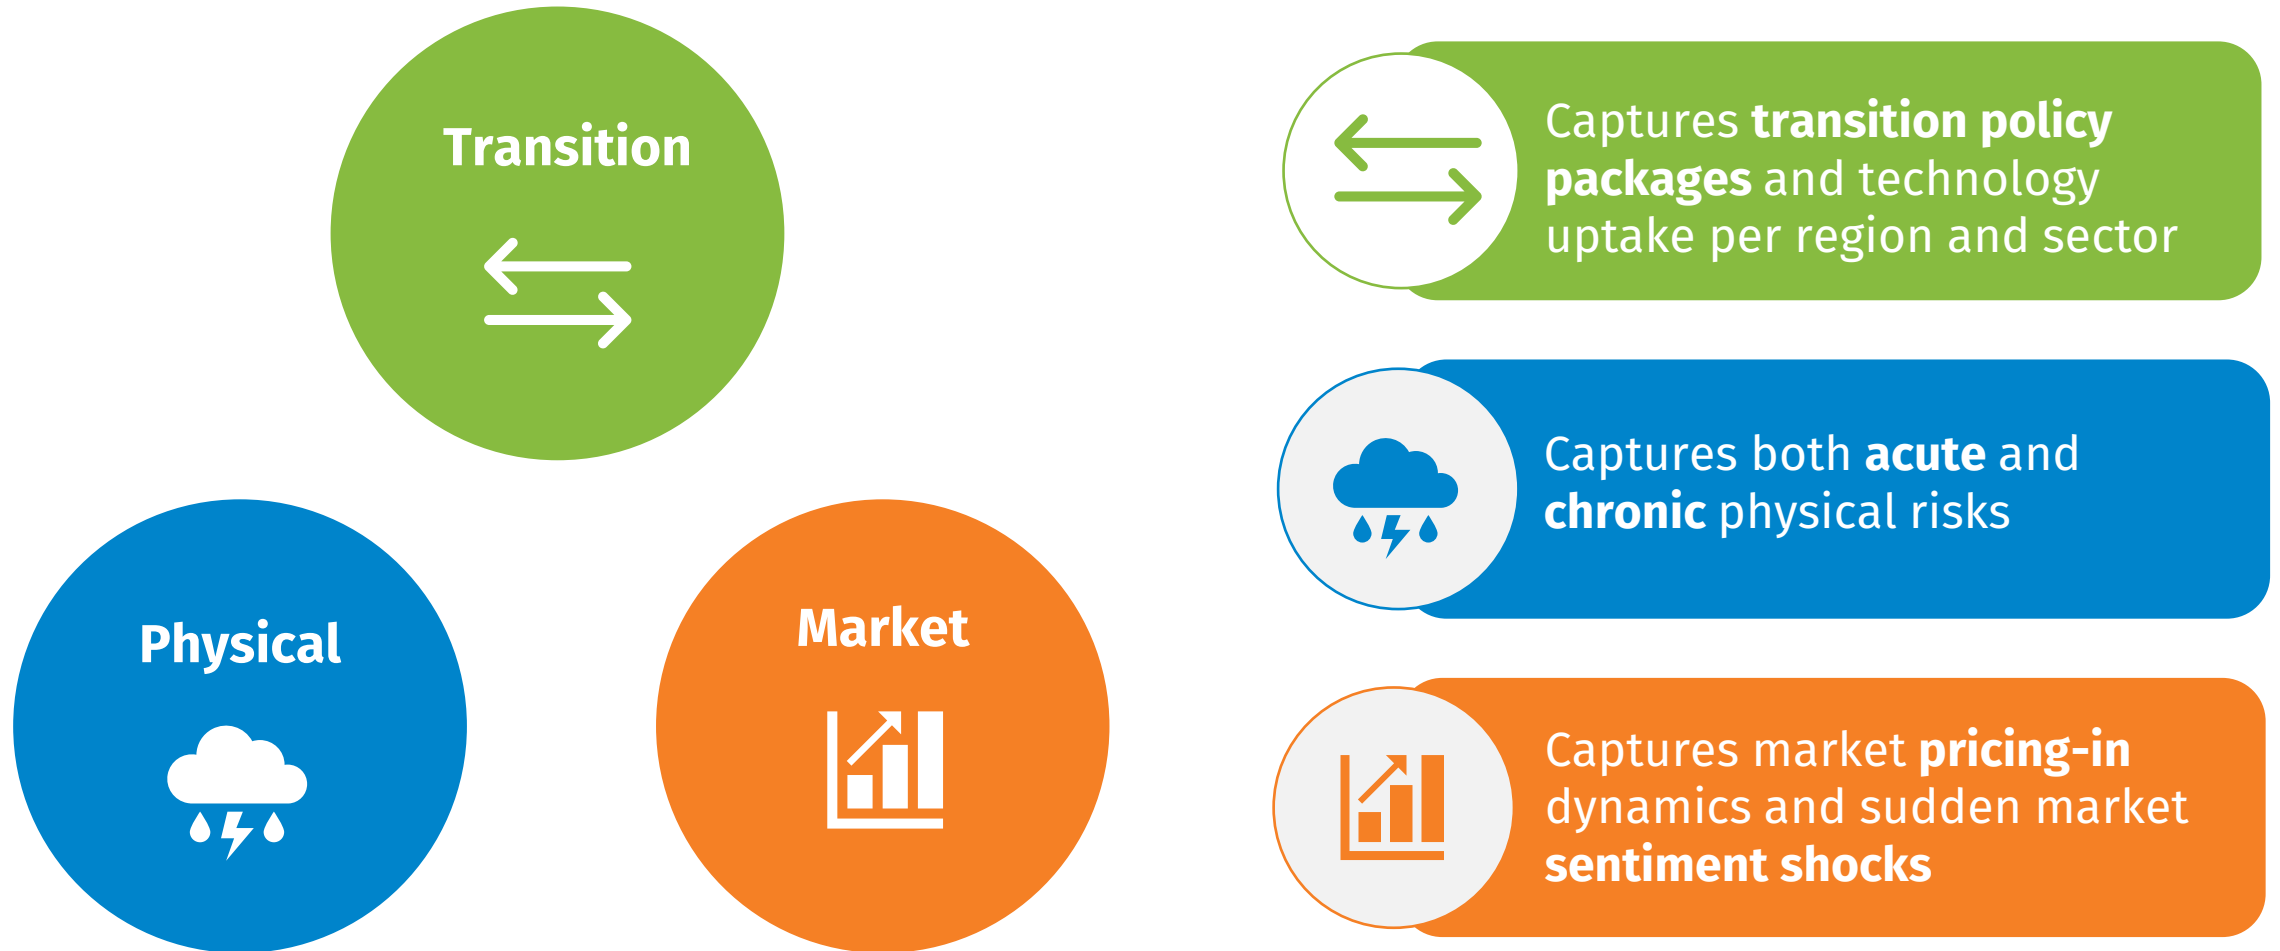 Transition
Physical
Market
Captures transition policy
packages and technology
uptake per region and sector
Captures both acute and
chronic physical risks
Captures market pricing-in
dynamics and sudden market
sentiment shocks